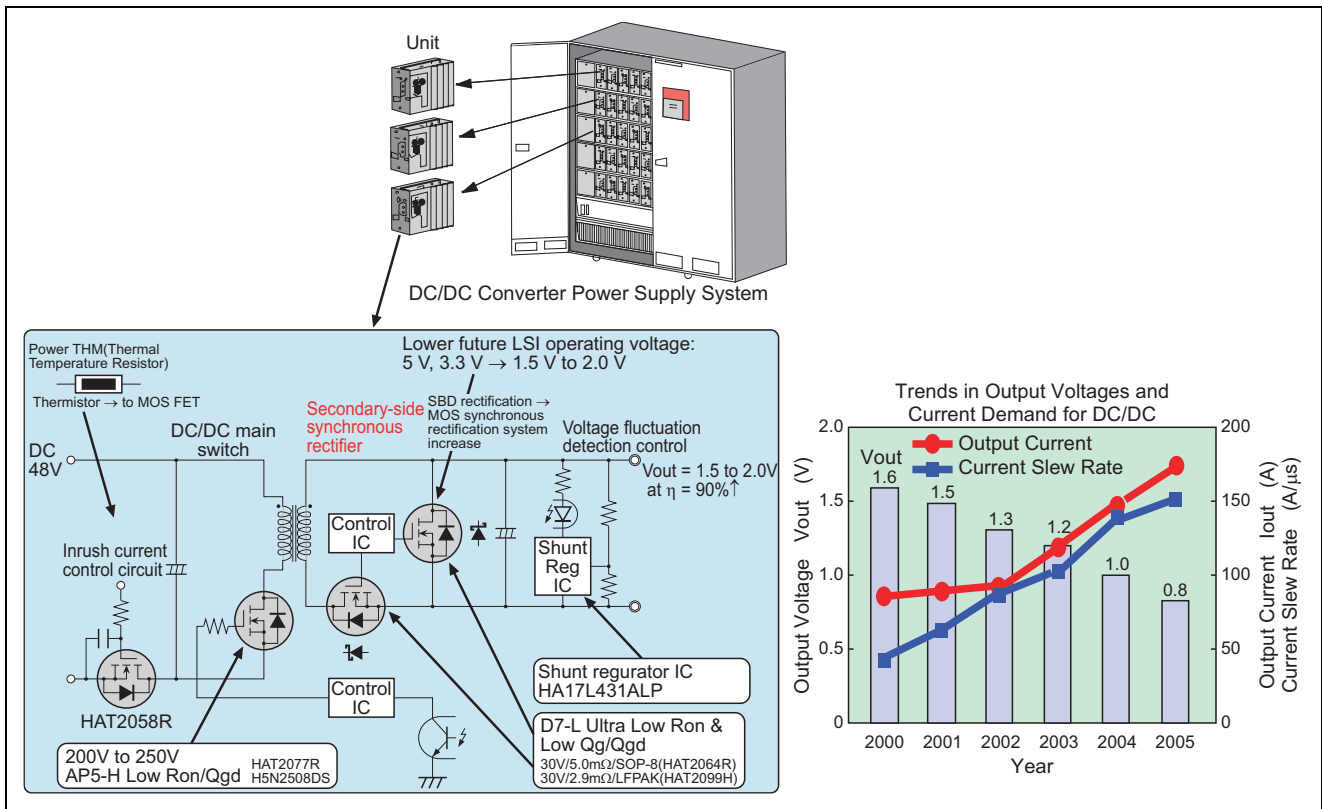 Unit
DC/DC Converter Power Supply System
Power THM(Thermal
Temperature Resistor)
Thermistor → to MOS FET
Lower future LSI operating voltage:
5 V, 3.3 V → 1.5 V to 2.0 V
SBD rectification →
MOS synchronous
rectification system
increase
Secondary-side
synchronous
rectifier
DC/DC main
switch
Voltage fluctuation
detection control
Vout = 1.5 to 2.0V
at η = 90%↑
DC
48V
Inrush current
control circuit
Control
IC
Shunt
Reg
IC
HAT2058R
Control
IC
Shunt regurator IC
HA17L431ALP
200V to 250V
AP5-H Low Ron/Qgd
HAT2077R
H5N2508DS
D7-L Ultra Low Ron &
Low Qg/Qgd
30V/5.0mΩ/SOP-8(HAT2064R)
30V/2.9mΩ/LFPAK(HAT2099H)
Trends in Output Voltages and
Current Demand for DC/DC
Output Current
Current Slew Rate
Vout
1.6
1.5
1.3
1.2
1.0
0.8
2.0
1.5
1.0
0.5
0
200
150
100
50
0
2000 2001 2002 2003 2004 2005
Year
Output Voltage Vout (V)
Output Current Iout (A)
Current Slew Rate (A/μs)